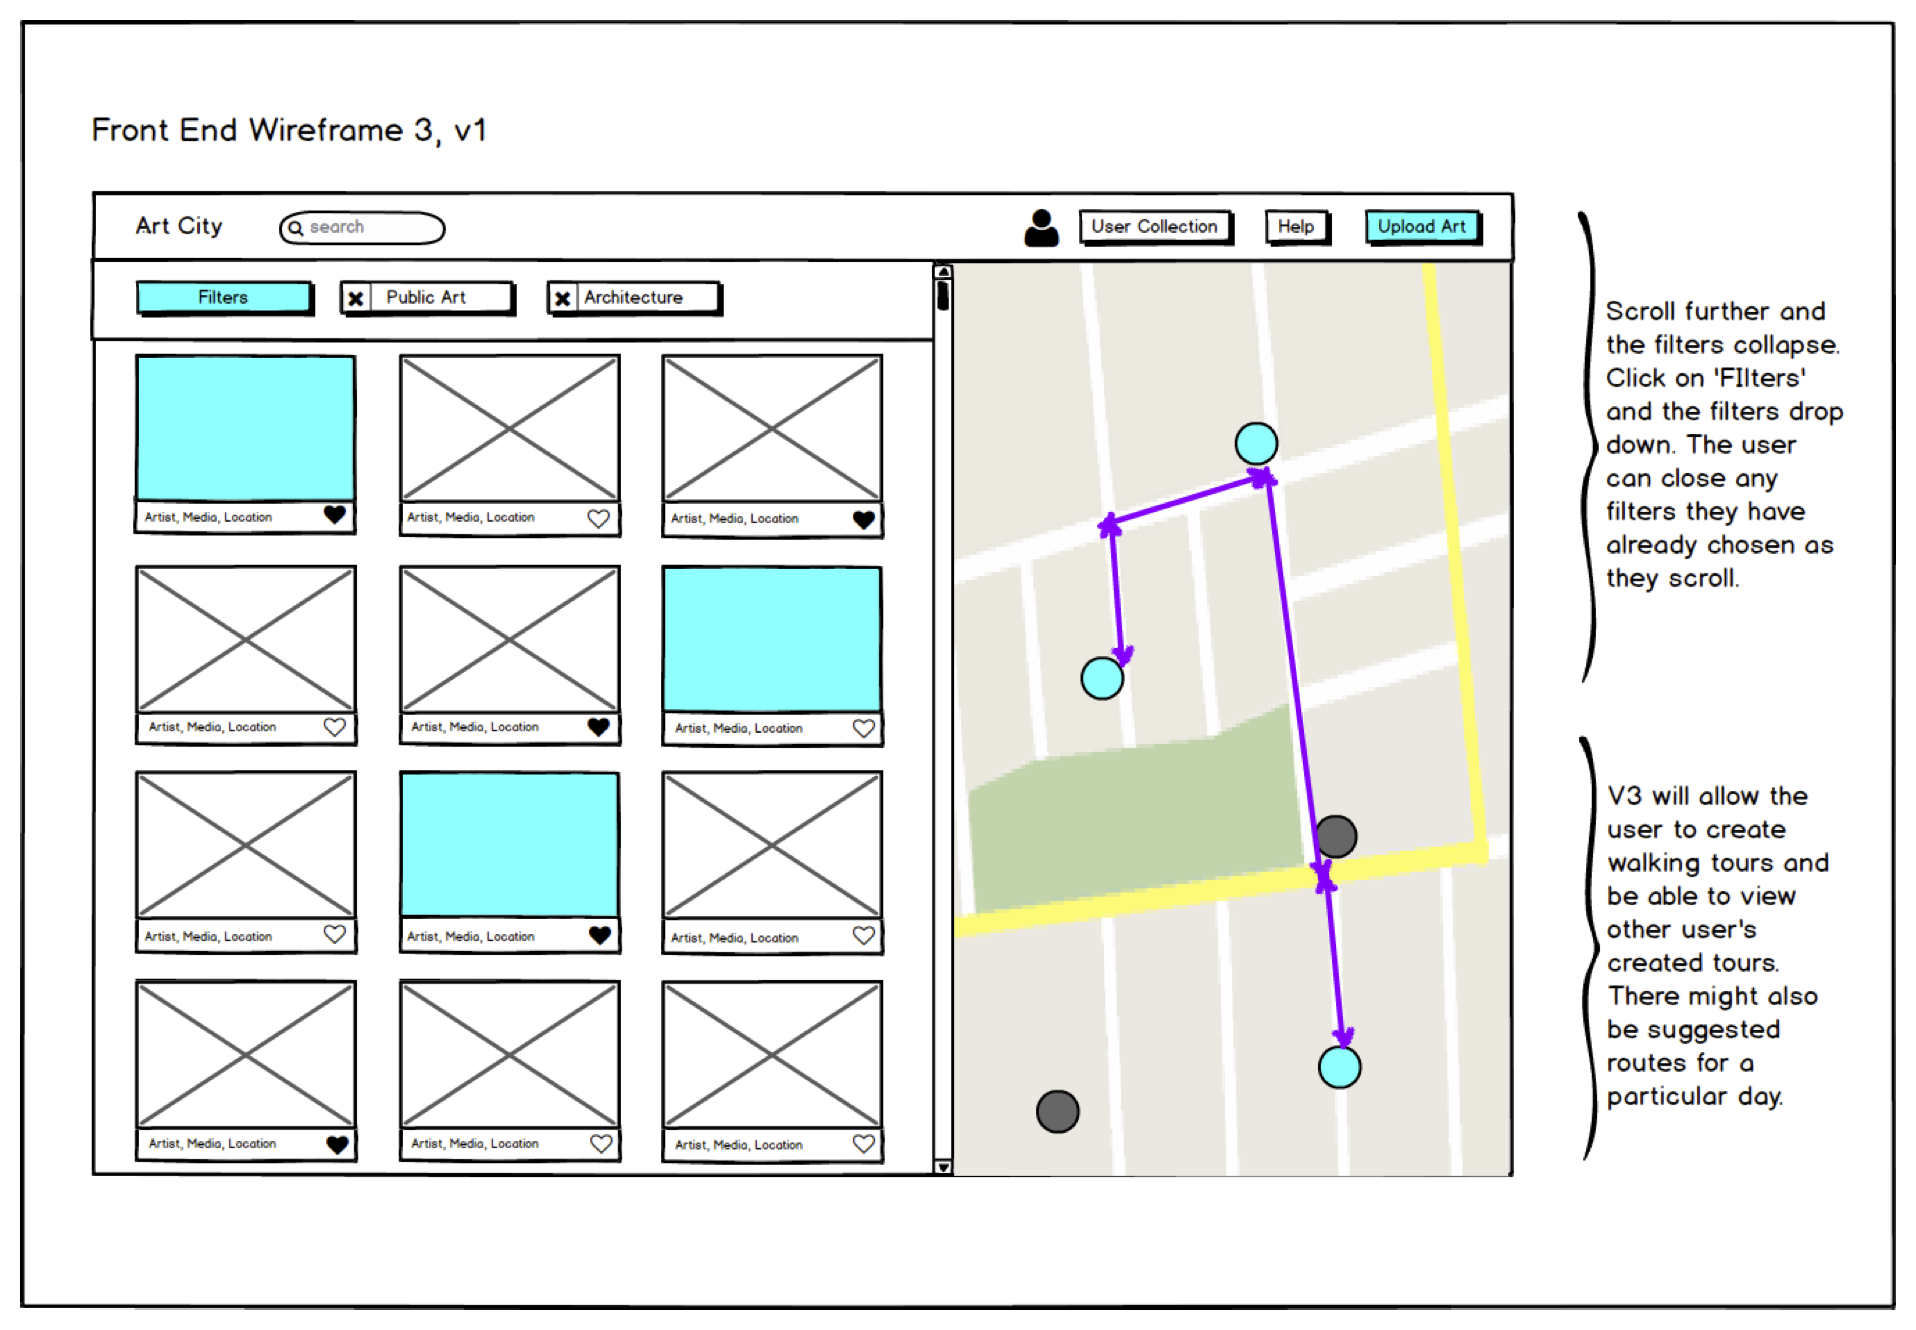 Front End Wireframe 3, v1
Art City
search
User Collection
Help
Upload Art
Filters
Public Art
Architecture
Artist, Media, Location
Artist, Media, Location
Artist, Media, Location
Artist, Media, Location
Artist, Media, Location
Artist, Media, Location
Artist, Media, Location
Artist, Media, Location
Artist, Media, Location
Artist, Media, Location
Artist, Media, Location
Artist, Media, Location
Scroll further and
the filters collapse.
Click on 'FIlters'
and the filters drop
down. The user
can close any
filters they have
already chosen as
they scroll.
V3 will allow the
user to create
walking tours and
be able to view
other user's
created tours.
There might also
be suggested
routes for a
particular day.